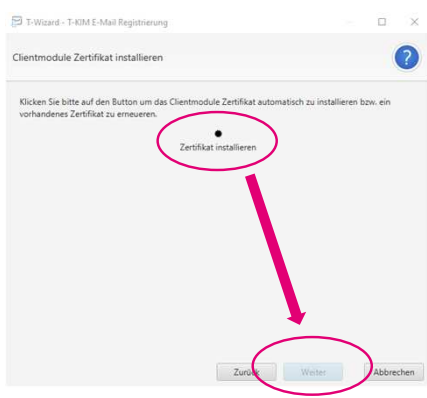 T-Wizard - T-KIM E-Mail Registrierung
Clientmodule Zertifikat installieren
?
Klicken Sie bitte auf den Button um das Clientmodule Zertifikat automatisch zu installieren bzw. ein
vorhandenes Zertifikat zu erneueren.
Zertifikat installieren
Zurück Weiter Abbrechen